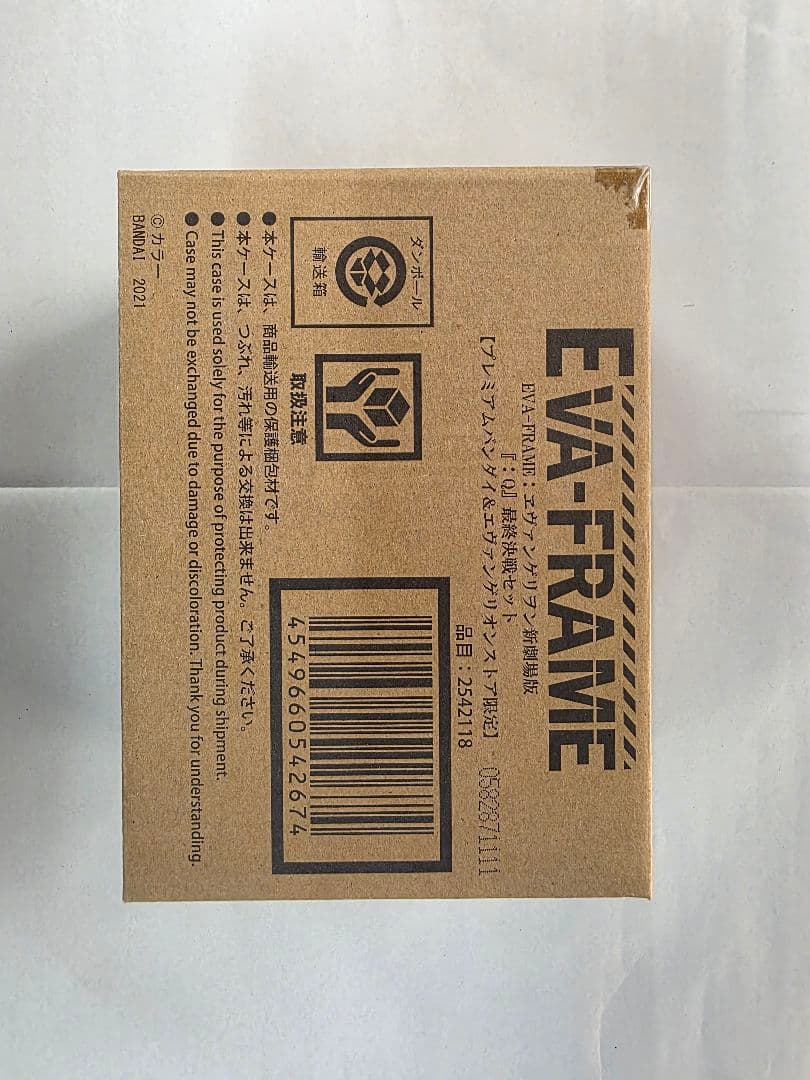 EVA-FRAME
EVA-FRAME：ヱヴァンゲリヲン新劇場版
『：Q』最終決戦セット
【プレミアムバンダイ&エヴァンゲリオンストア限定】
品目：2542118
0582871111
ダンボール
輸送箱
取扱注意
4549660542674
●本ケースは、商品輸送用の保護梱包材です。
●本ケースは、つぶれ、汚れ等による交換は出来ません。ご了承ください。
●This case is used solely for the purpose of protecting product during shipment.
●Case may not be exchanged due to damage or discoloration. Thank you for understanding.
©カラー
BANDAI 2021